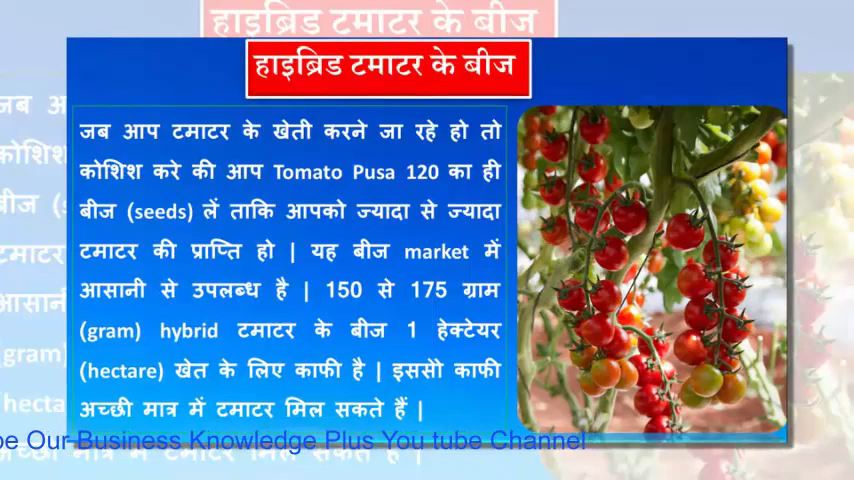 हाइब्रिड टमाटर के बीज
हाइब्रिड टमाटर के बीज
जब आप टमाटर के खेती करने जा रहे हो तो
कोशिश करे की आप Tomato Pusa 120 का ही
बीज (seeds) लें ताकि आपको ज्यादा से ज्यादा
टमाटर की प्राप्ति हो | यह बीज market में
आसानी से उपलब्ध है | 150 से 175 ग्राम
(gram) hybrid टमाटर के बीज 1 हेक्टेयर
(hectare) खेत के लिए काफी है | इससो काफी
अच्छी मात्र में टमाटर मिल सकते हैं |
be Our Business Knowledge Plus You tube Channel